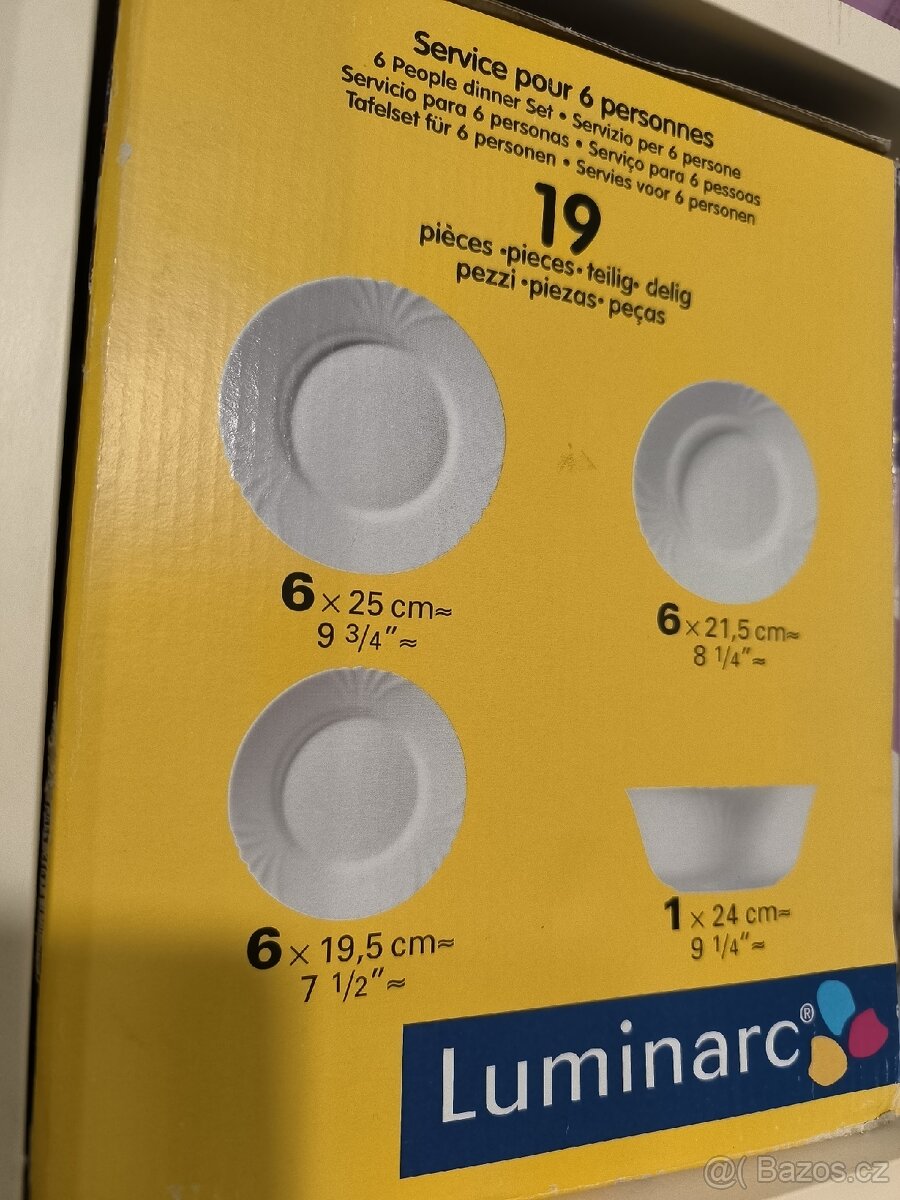 Service pour 6 personnes
6 People dinner Set • Servizio per 6 persone
Servicio para 6 personas • Serviço para 6 pessoas
Tafelset für 6 personen • Servies voor 6 personen
19
pièces •pieces• teilig• delig
pezzi •piezas• peças
6 × 25 cm≈
9 3/4"≈
6 × 21,5 cm≈
8 1/4"≈
6 × 19,5 cm≈
7 1/2"≈
1 × 24 cm≈
9 1/4"≈
Luminarc®
@( Bazos.cz